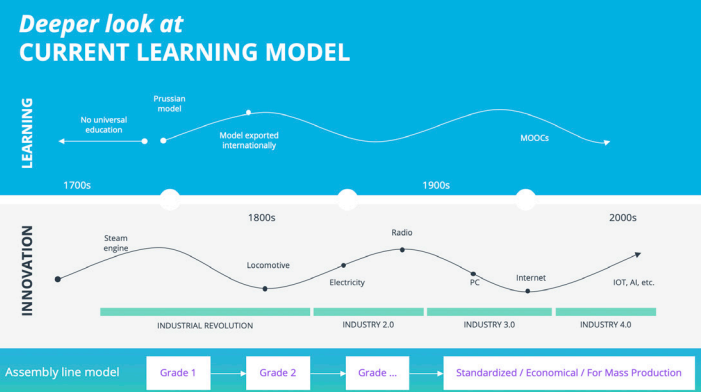 Deeper look at
CURRENT LEARNING MODEL
LEARNING
No universal
education
Prussian
model
Model exported
internationally
MOOCs
1700s
1900s
1800s
2000s
INNOVATION
Steam
engine
Locomotive
Electricity
Radio
PC
Internet
IOT, AI, etc.
INDUSTRIAL REVOLUTION
INDUSTRY 2.0
INDUSTRY 3.0
INDUSTRY 4.0
Assembly line model
Grade 1
Grade 2
Grade ...
Standardized / Economical / For Mass Production